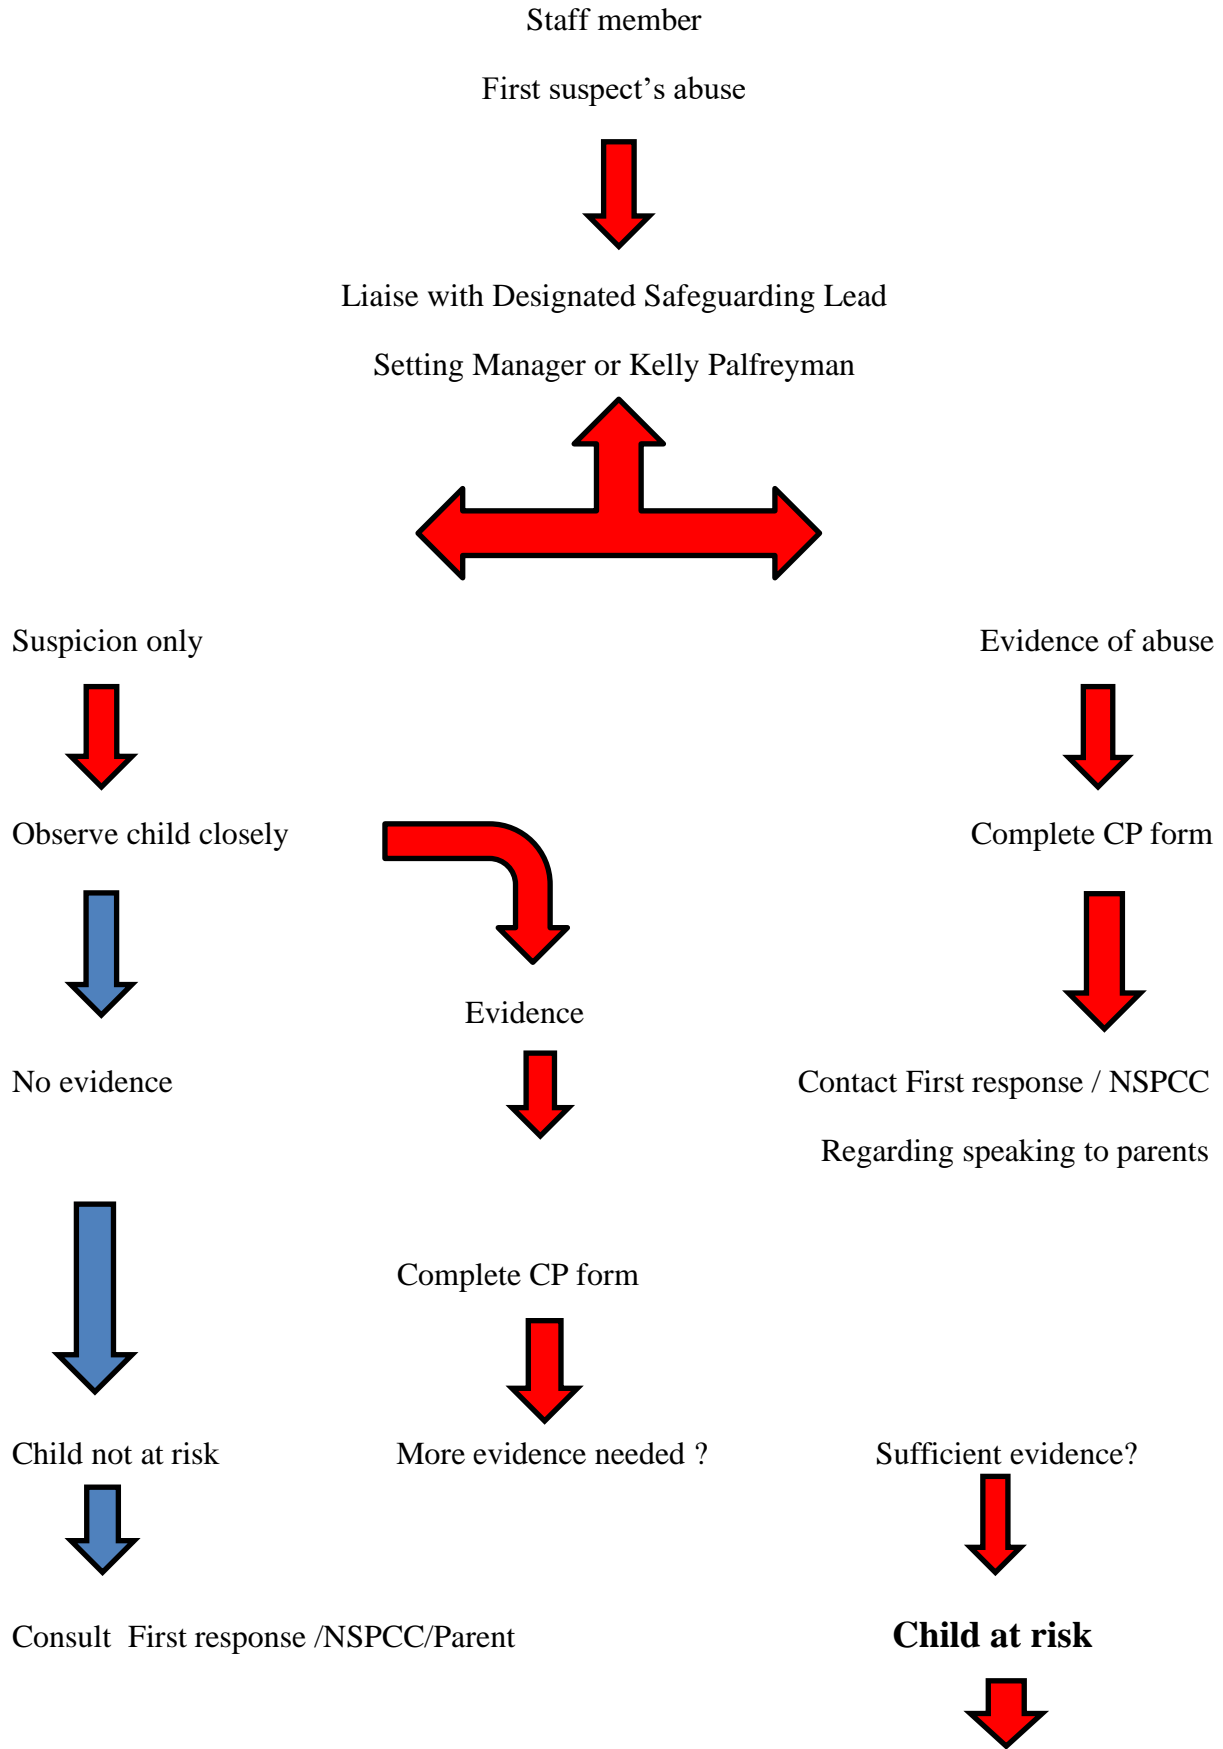 Staff member
First suspect’s abuse
Liaise with Designated Safeguarding Lead
Setting Manager or Kelly Palfreyman
Suspicion only
Evidence of abuse
Observe child closely
Complete CP form
Evidence
No evidence
Contact First response / NSPCC
Regarding speaking to parents
Complete CP form
Child not at risk
More evidence needed ?
Sufficient evidence?
Consult  First response /NSPCC/Parent
Child at risk